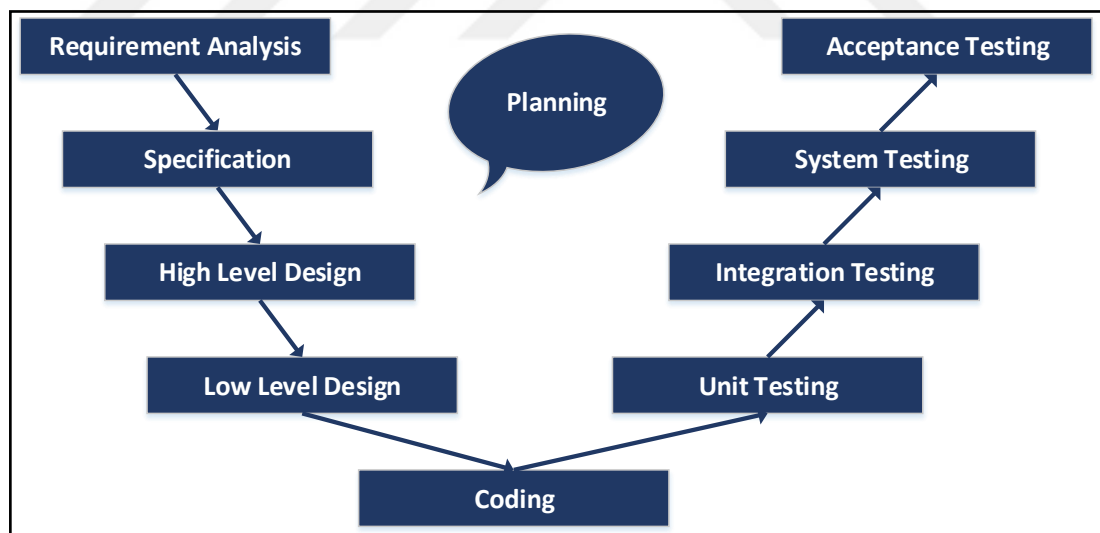 Requirement Analysis
Acceptance Testing
Planning
Specification
System Testing
High Level Design
Integration Testing
Low Level Design
Unit Testing
Coding